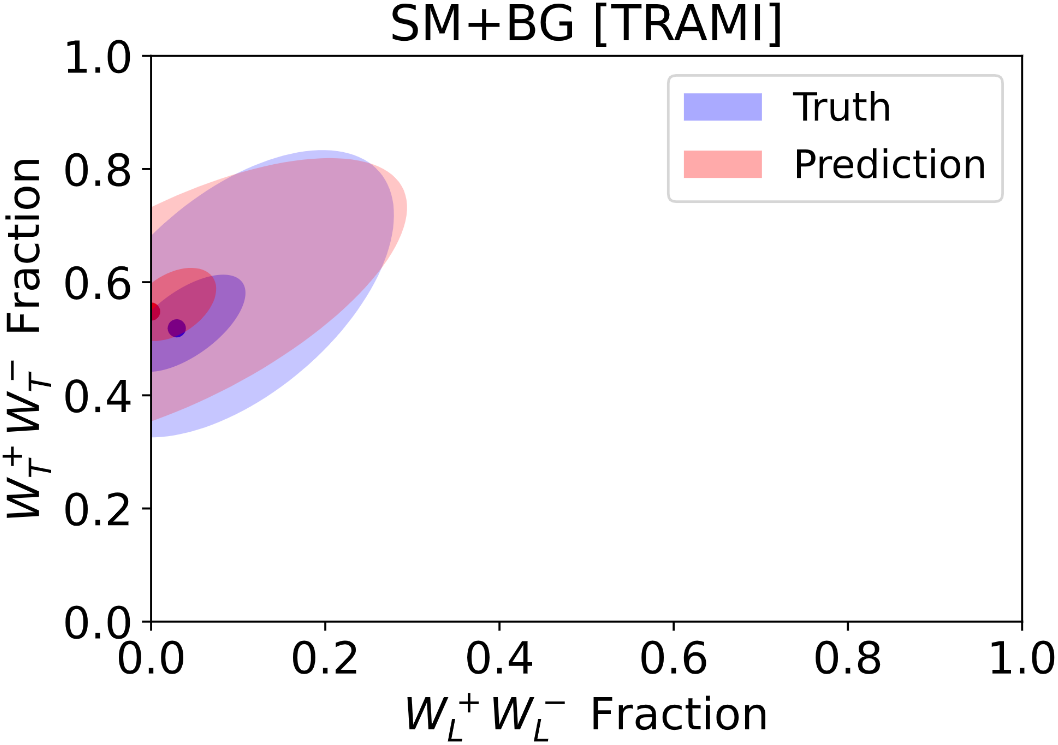 SM+BG [TRAMI]
Truth
Prediction
1.0
0.8
0.6
0.4
0.2
0.0
W_T^+ W_T^- Fraction
0.0 0.2 0.4 0.6 0.8 1.0
W_L^+ W_L^- Fraction